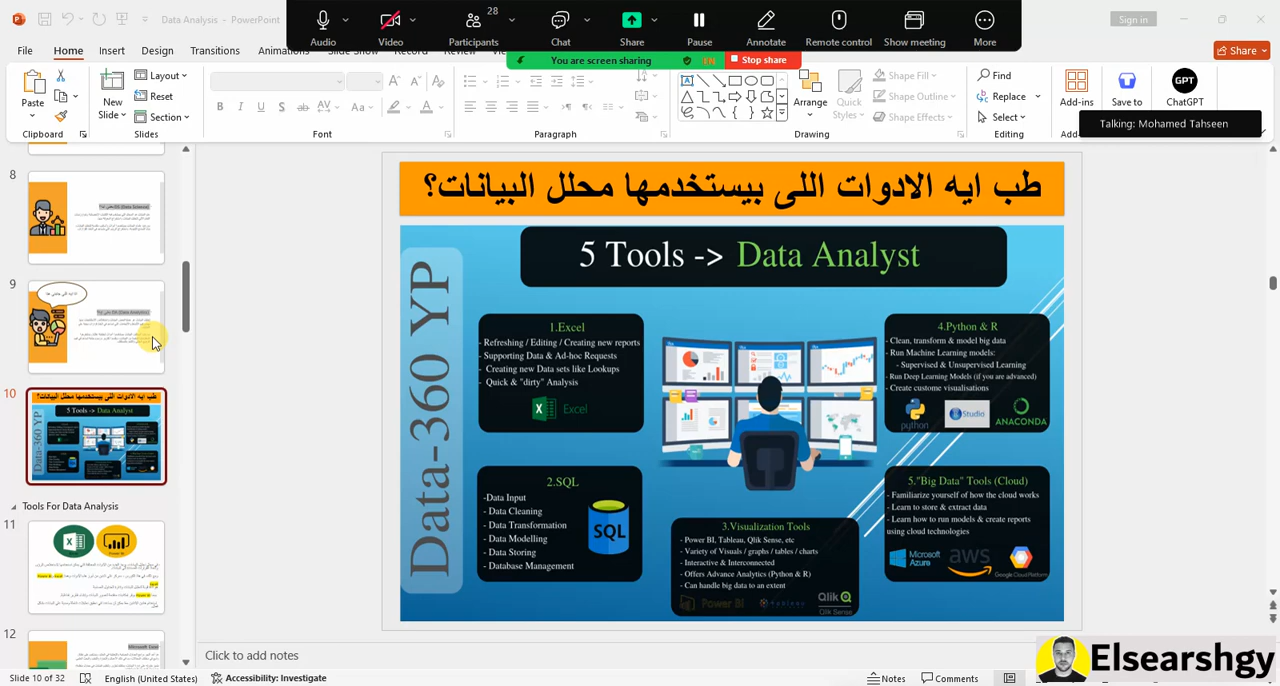 Data Analysis - PowerPoint
28
Sign in
Audio
Video
Participants
Chat
Share
Pause
Annotate
Remote control
Show meeting
More
File
Home
Insert
Design
Transitions
Animations
You are screen sharing
Stop share
Share
Paste
New
Slide
Layout
Reset
Section
Find
Replace
Select
Arrange
Quick
Styles
Shape Fill
Shape Outline
Shape Effects
Add-ins
Save to
GPT
ChatGPT
Clipboard
Slides
Font
Paragraph
Drawing
Editing
Talking: Mohamed Tahseen
8
9
10
Tools For Data Analysis
11
12
طب ايه الادوات اللى بيستخدمها محلل البيانات؟
Data-360 YP
5 Tools -> Data Analyst
1.Excel
- Refreshing / Editing / Creating new reports
- Supporting Data & Ad-hoc Requests
- Creating new Data sets like Lookups
- Quick & "dirty" Analysis
Excel
2.SQL
-Data Input
- Data Cleaning
- Data Transformation
- Data Modelling
- Data Storing
- Database Management
SQL
3.Visualization Tools
- Power BI, Tableau, Qlik Sense, etc
- Variety of Visuals / graphs / tables / charts
- Interactive & Interconnected
- Offers Advance Analytics (Python & R)
- Can handle big data to an extent
Power BI
Qlik
Qlik Sense
4.Python & R
- Clean, transform & model big data
- Run Machine Learning models:
- Supervised & Unsupervised Learning
- Run Deep Learning Models (if you are advanced)
- Create custome visualisations
python
Studio
ANACONDA
5."Big Data" Tools (Cloud)
- Familiarize yourself of how the cloud works
- Learn to store & extract data
- Learn how to run models & create reports
using cloud technologies
Microsoft
Azure
aws
Google Cloud Platform
Click to add notes
Elsearshgy
Slide 10 of 32
English (United States)
Accessibility: Investigate
Notes
Comments